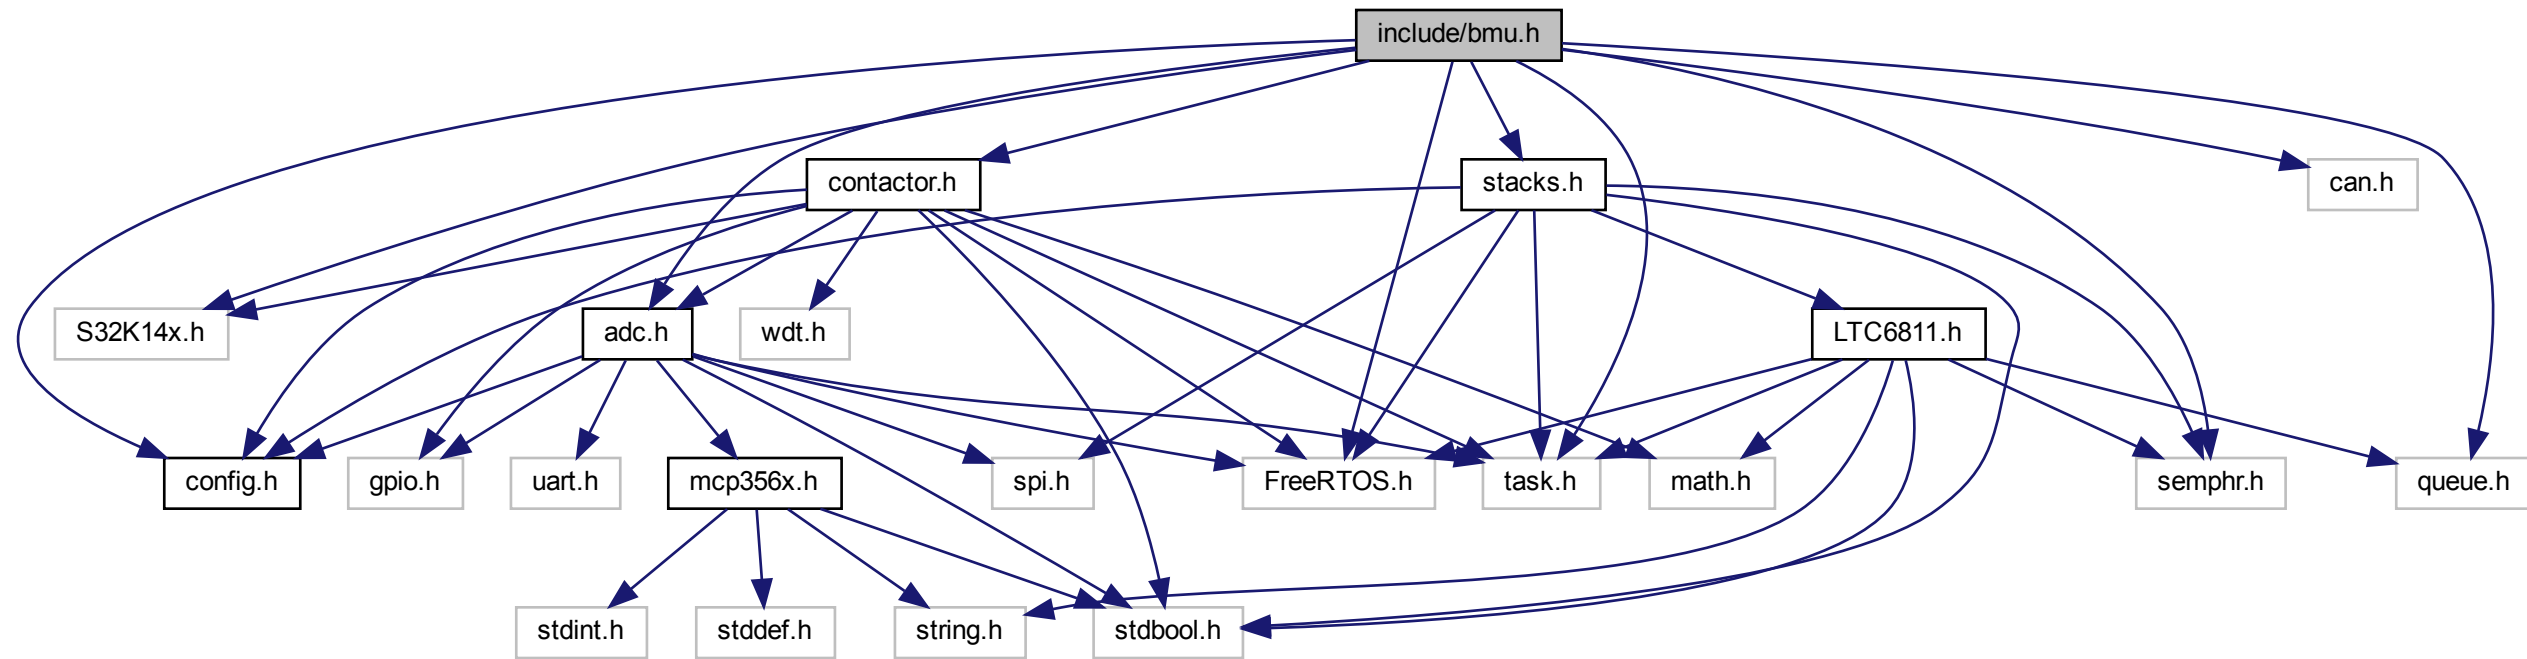 include/bmu.h
contactor.h
stacks.h
can.h
S32K14x.h
adc.h
wdt.h
LTC6811.h
config.h
gpio.h
uart.h
mcp356x.h
spi.h
FreeRTOS.h
task.h
math.h
semphr.h
queue.h
stdint.h
stddef.h
string.h
stdbool.h